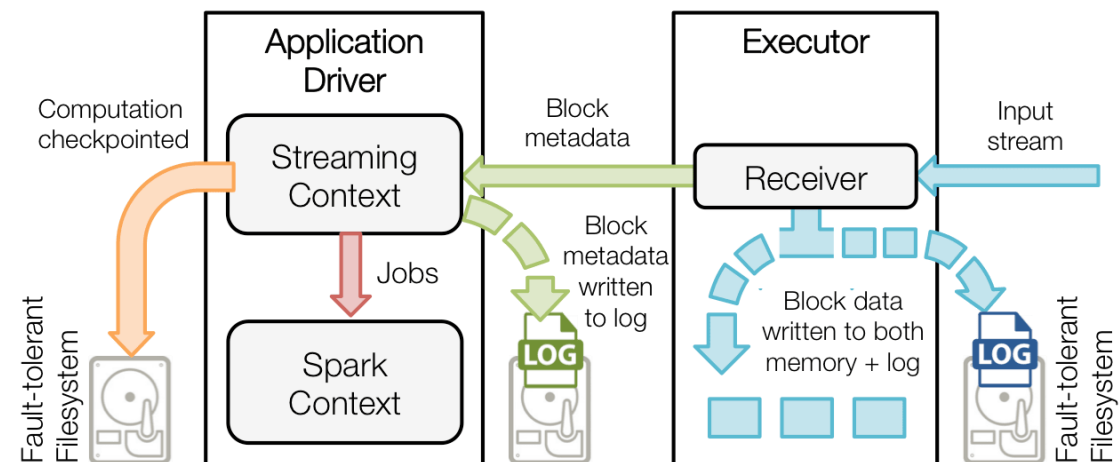 Application
Driver
Executor
Computation
checkpointed
Block
metadata
Input
stream
Streaming
Context
Receiver
Block
metadata
written
to log
Jobs
Block data
written to both
memory + log
Spark
Context
LOG
LOG
Fault-tolerant
Filesystem
Fault-tolerant
Filesystem